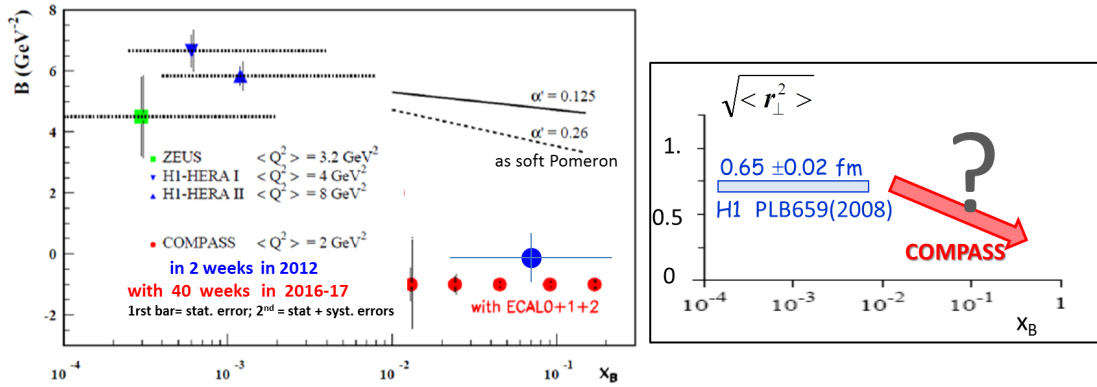 B (GeV⁻²)
8
6
4
2
0
-2
α' = 0.125
α' = 0.26
as soft Pomeron
ZEUS < Q² > = 3.2 GeV²
H1-HERA I < Q² > = 4 GeV²
H1-HERA II < Q² > = 8 GeV²
COMPASS < Q² > = 2 GeV²
in 2 weeks in 2012
with 40 weeks in 2016-17
1rst bar= stat. error; 2ⁿᵈ = stat + syst. errors
with ECAL0+1+2
10⁻⁴ 10⁻³ 10⁻² 10⁻¹ x_B
√< r⊥² >
1.
0.5
0
0.65 ±0.02 fm
H1 PLB659(2008)
?
COMPASS
10⁻⁴ 10⁻³ 10⁻² 10⁻¹ 1
x_B